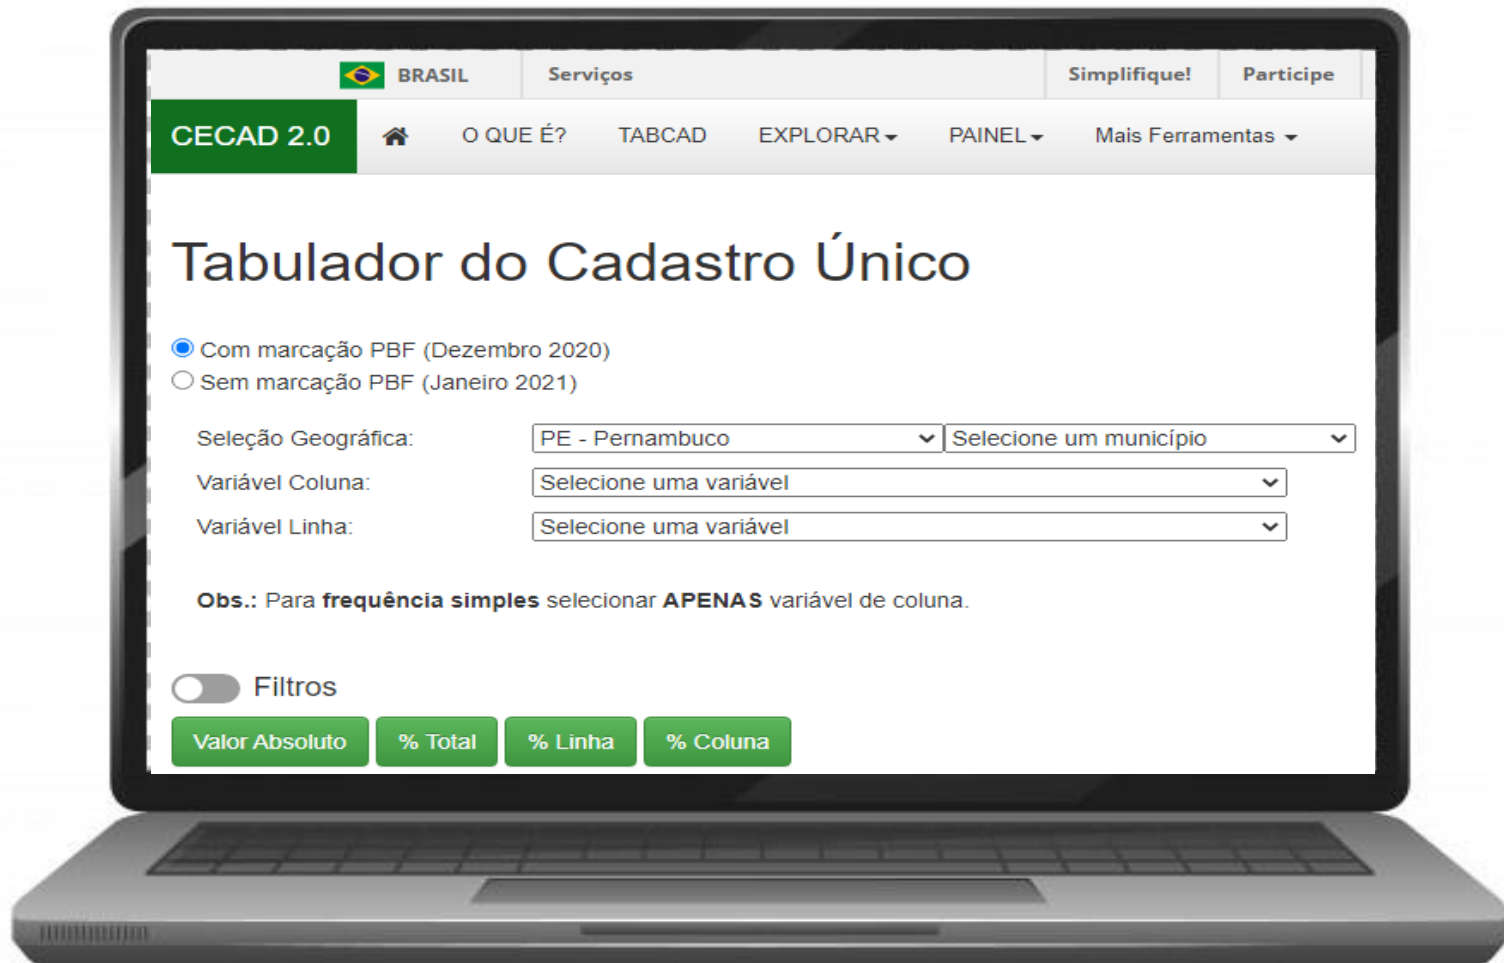 BRASIL Serviços Simplifique! Participe
CECAD 2.0 O QUE É? TABCAD EXPLORAR PAINEL Mais Ferramentas
Tabulador do Cadastro Único
Com marcação PBF (Dezembro 2020)
Sem marcação PBF (Janeiro 2021)
Seleção Geográfica: PE - Pernambuco Selecione um município
Variável Coluna: Selecione uma variável
Variável Linha: Selecione uma variável
Obs.: Para frequência simples selecionar APENAS variável de coluna.
Filtros
Valor Absoluto % Total % Linha % Coluna